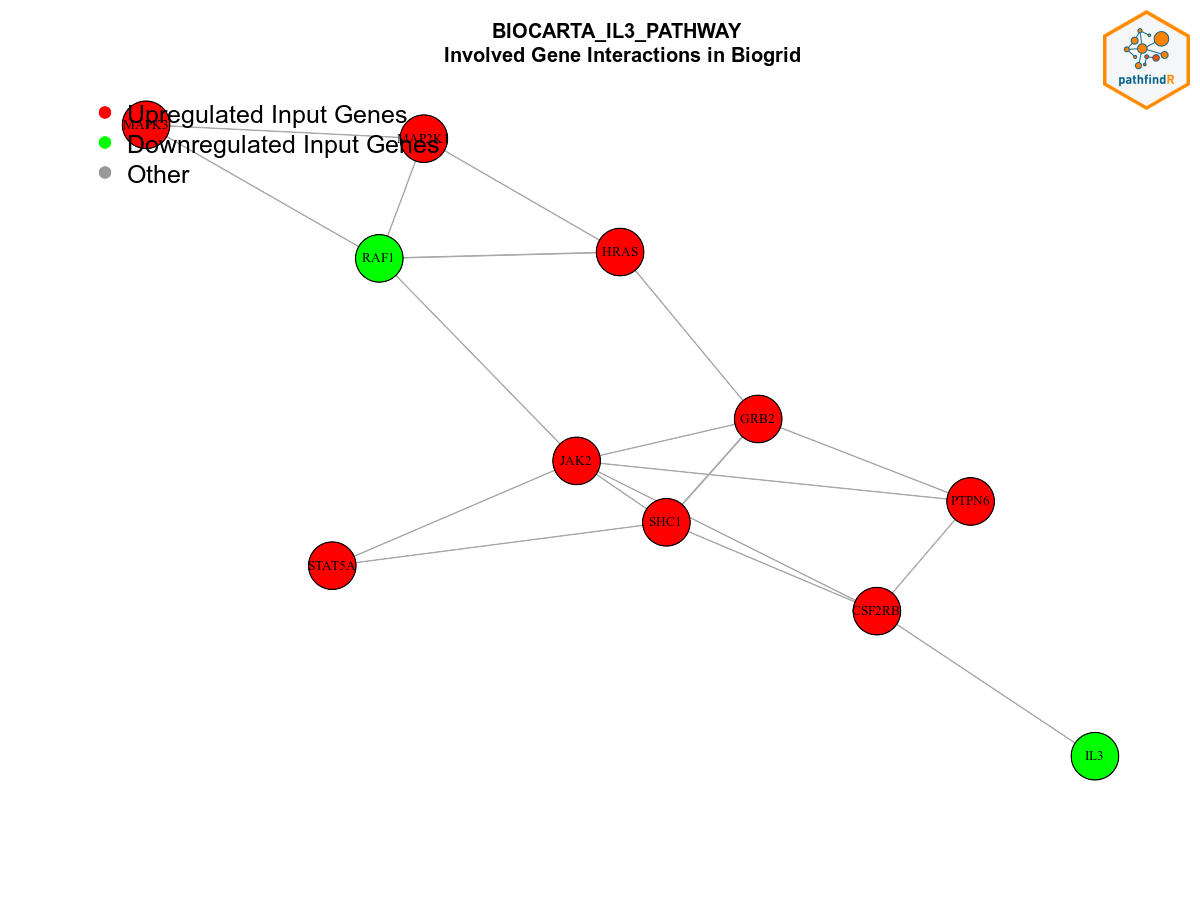 BIOCARTA_IL3_PATHWAY
Involved Gene Interactions in Biogrid
pathfindR
Upregulated Input Genes
MAPK3
MAP2K1
Downregulated Input Genes
Other
HRAS
RAF1
GRB2
JAK2
PTPN6
SHC1
STAT5A
CSF2RB
IL3